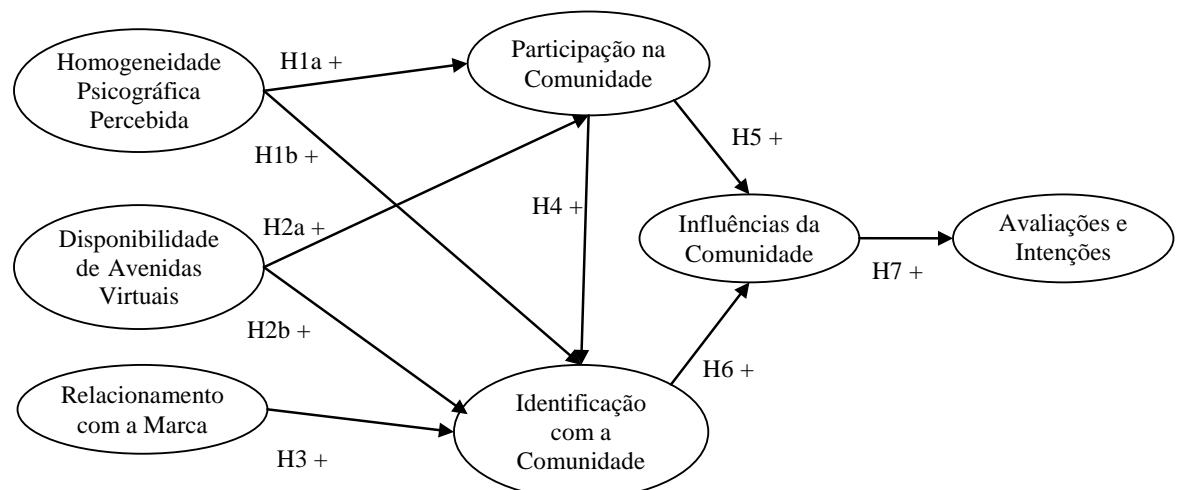 Homogeneidade
Psicográfica
Percebida
H1a +
Participação na
Comunidade
H1b +
H5 +
H4 +
H2a +
Disponibilidade
de Avenidas
Virtuais
Influências da
Comunidade
H7 +
Avaliações e
Intenções
H2b +
H6 +
Relacionamento
com a Marca
H3 +
Identificação
com a
Comunidade